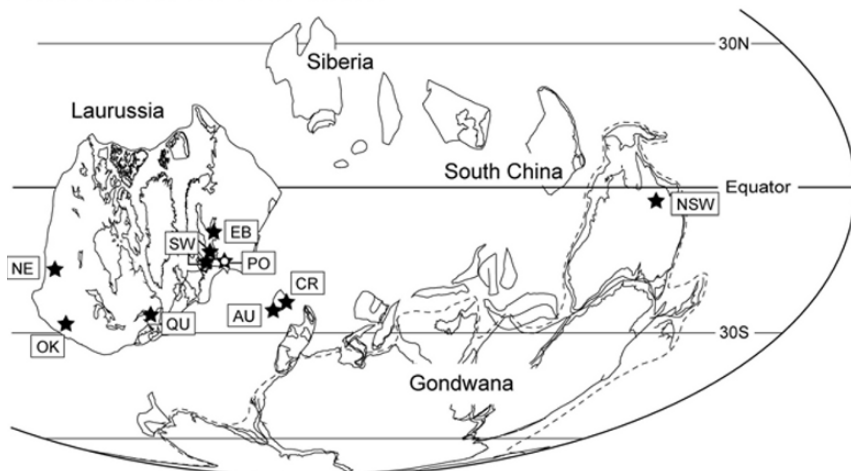 30N
Siberia
Laurussia
South China
Equator
NSW
EB
SW
PO
NE
CR
AU
QU
OK
30S
Gondwana